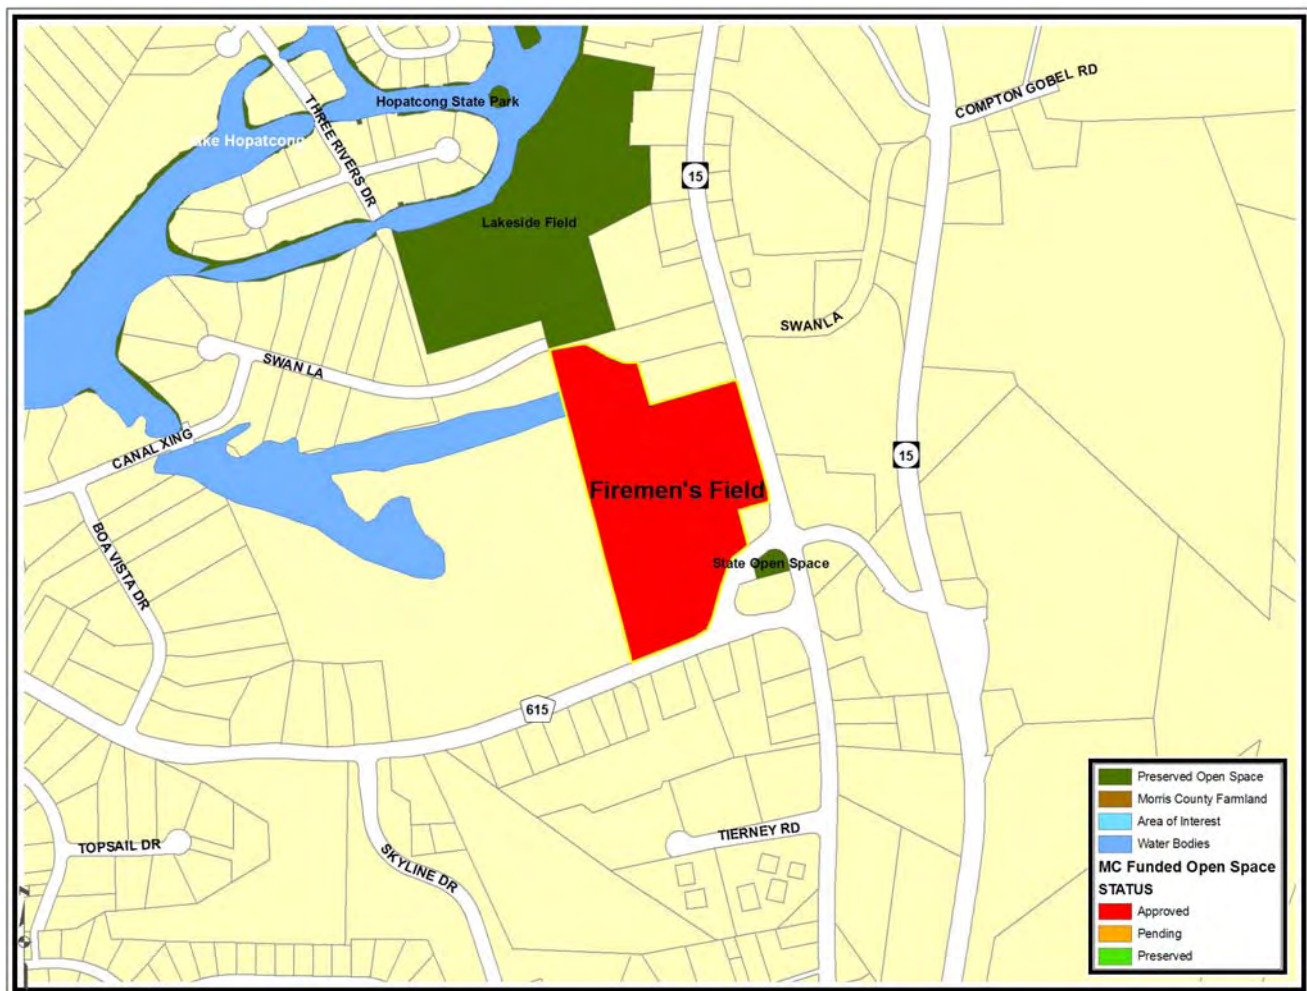 COMPTON GOBEL RD
Hopatcong State Park
THREE RIVERS DR
ake Hopatcong
15
Lakeside Field
SWAN LA
SWAN LA
CANAL XING
15
Firemen's Field
BOA VISTA DR
State Open Space
615
TIERNEY RD
TOPSAIL DR
SKYLINE DR
Preserved Open Space
Morris County Farmland
Area of Interest
Water Bodies
MC Funded Open Space
STATUS
Approved
Pending
Preserved